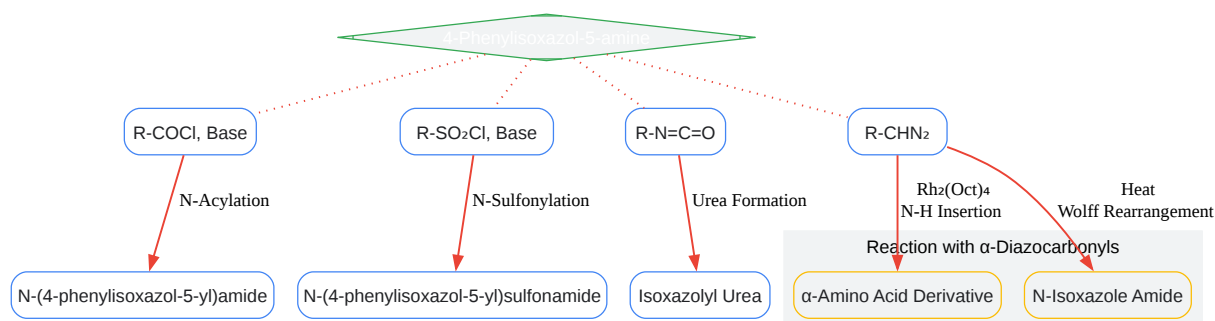 4-Phenylisoxazol-5-amine
R-COCl, Base
R-SO₂Cl, Base
R-N=C=O
R-CHN₂
N-Acylation
N-Sulfonylation
Urea Formation
Rh₂(Oct)₄
N-H Insertion
Heat
Wolff Rearrangement
Reaction with α-Diazocarbonyls
N-(4-phenylisoxazol-5-yl)amide
N-(4-phenylisoxazol-5-yl)sulfonamide
Isoxazolyl Urea
α-Amino Acid Derivative
N-Isoxazole Amide